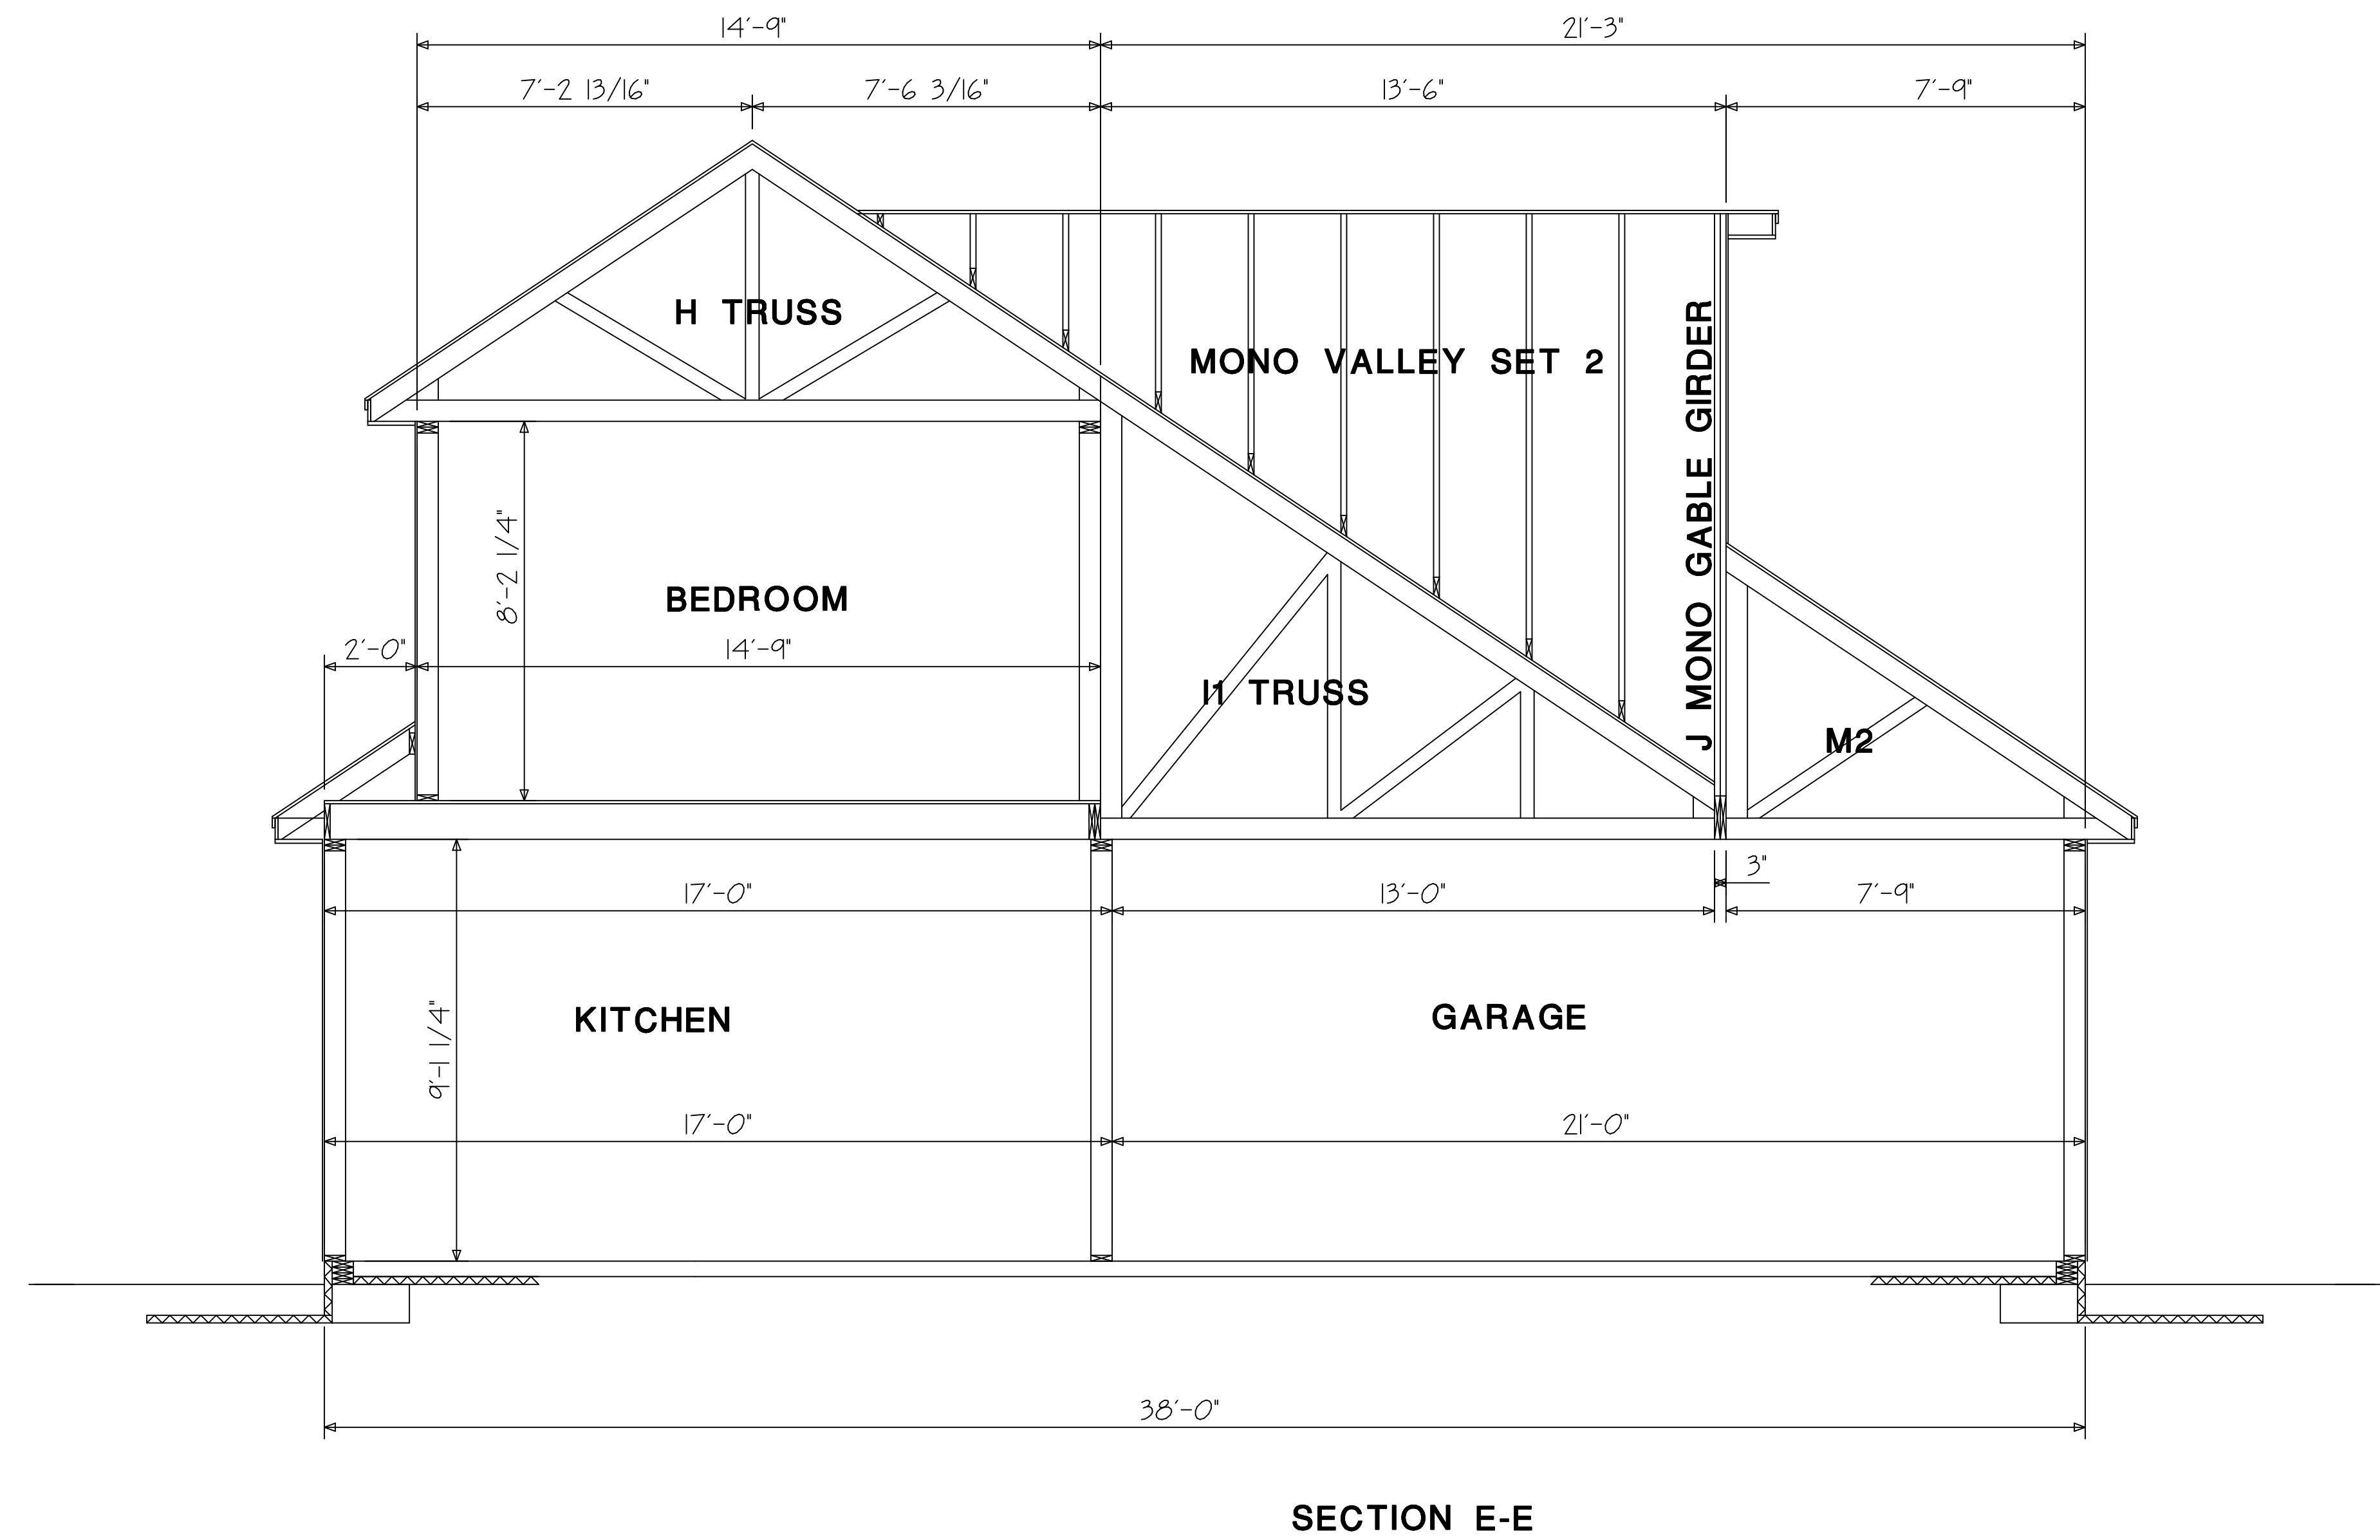 14'-9" 21'-3"
7'-2 13/16" 7'-6 3/16" 13'-6" 7'-9"
H TRUSS
MONO VALLEY SET 2
J MONO GABLE GIRDER
8'-2 1/4"
BEDROOM
2'-0" 14'-9"
I1 TRUSS
M2
3"
17'-0" 13'-0" 7'-9"
9'-1 1/4"
KITCHEN GARAGE
17'-0" 21'-0"
38'-0"
SECTION E-E